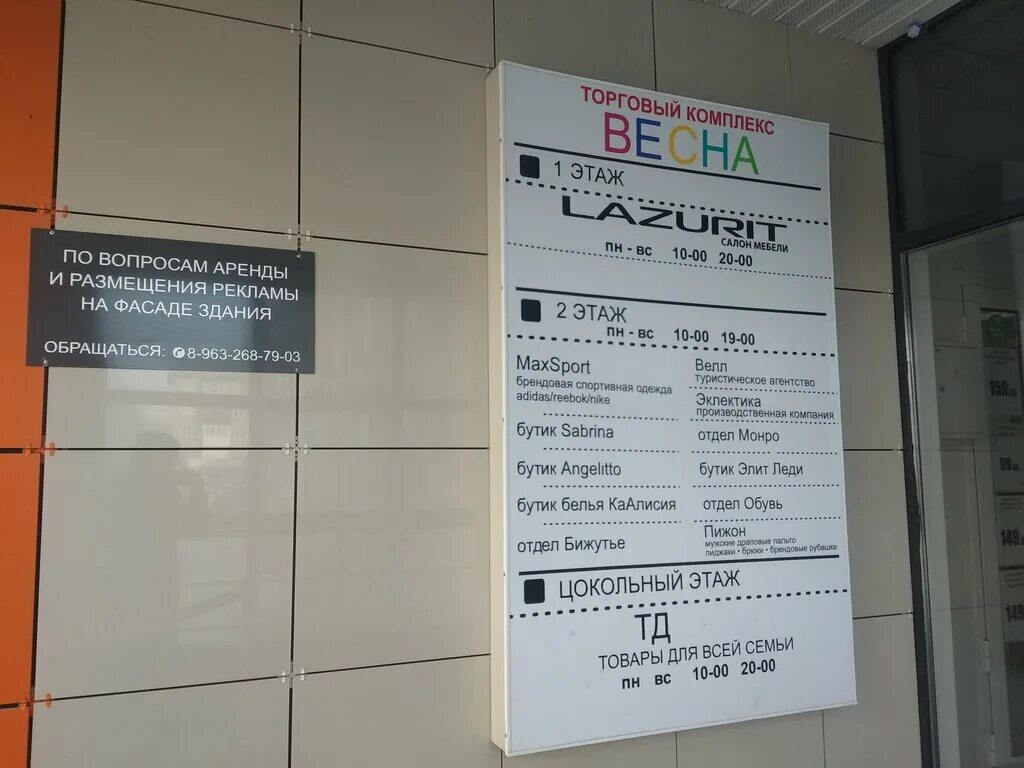 ПО ВОПРОСАМ АРЕНДЫ
И РАЗМЕЩЕНИЯ РЕКЛАМЫ
НА ФАСАДЕ ЗДАНИЯ
ОБРАЩАТЬСЯ: 8-963-268-79-03
ТОРГОВЫЙ КОМПЛЕКС
ВЕСНА
1 ЭТАЖ
LAZURIT
САЛОН МЕБЕЛИ
ПН - ВС 10-00 20-00
2 ЭТАЖ
ПН - ВС 10-00 19-00
MaxSport
брендовая спортивная одежда
adidas/reebok/nike
бутик Sabrina
бутик Angelitto
бутик белья КаАлисия
отдел Бижутье
Велл
туристическое агентство
Эклектика
производственная компания
отдел Монро
бутик Элит Леди
отдел Обувь
Пижон
мужские драповые пальто
пиджаки • брюки • брендовые рубашки
ЦОКОЛЬНЫЙ ЭТАЖ
ТД
ТОВАРЫ ДЛЯ ВСЕЙ СЕМЬИ
ПН ВС 10-00 20-00
150
99
149
149